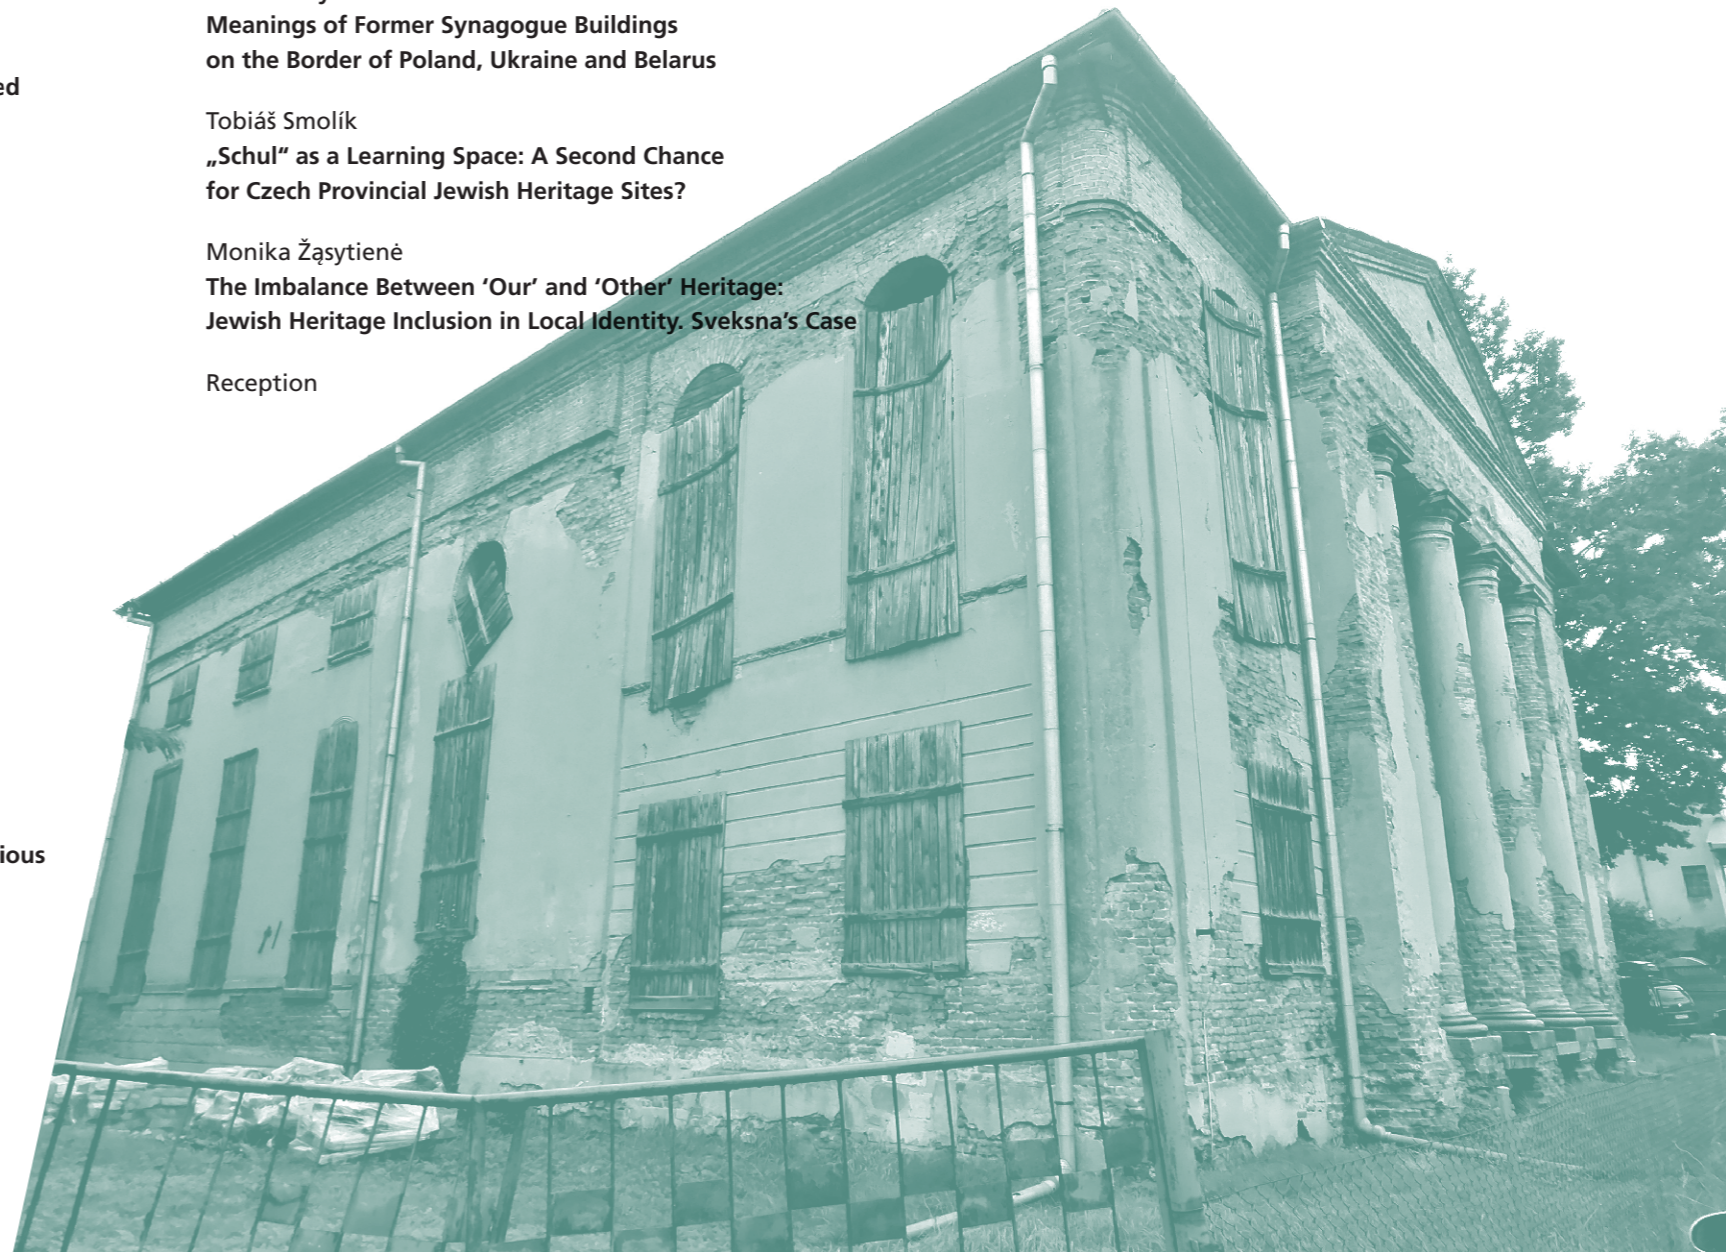 Meanings of Former Synagogue Buildings
on the Border of Poland, Ukraine and Belarus
ed
Tobiáš Smolík
„Schul“ as a Learning Space: A Second Chance
for Czech Provincial Jewish Heritage Sites?
Monika Žąsytienė
The Imbalance Between ‘Our’ and ‘Other’ Heritage:
Jewish Heritage Inclusion in Local Identity. Sveksna’s Case
Reception
ious